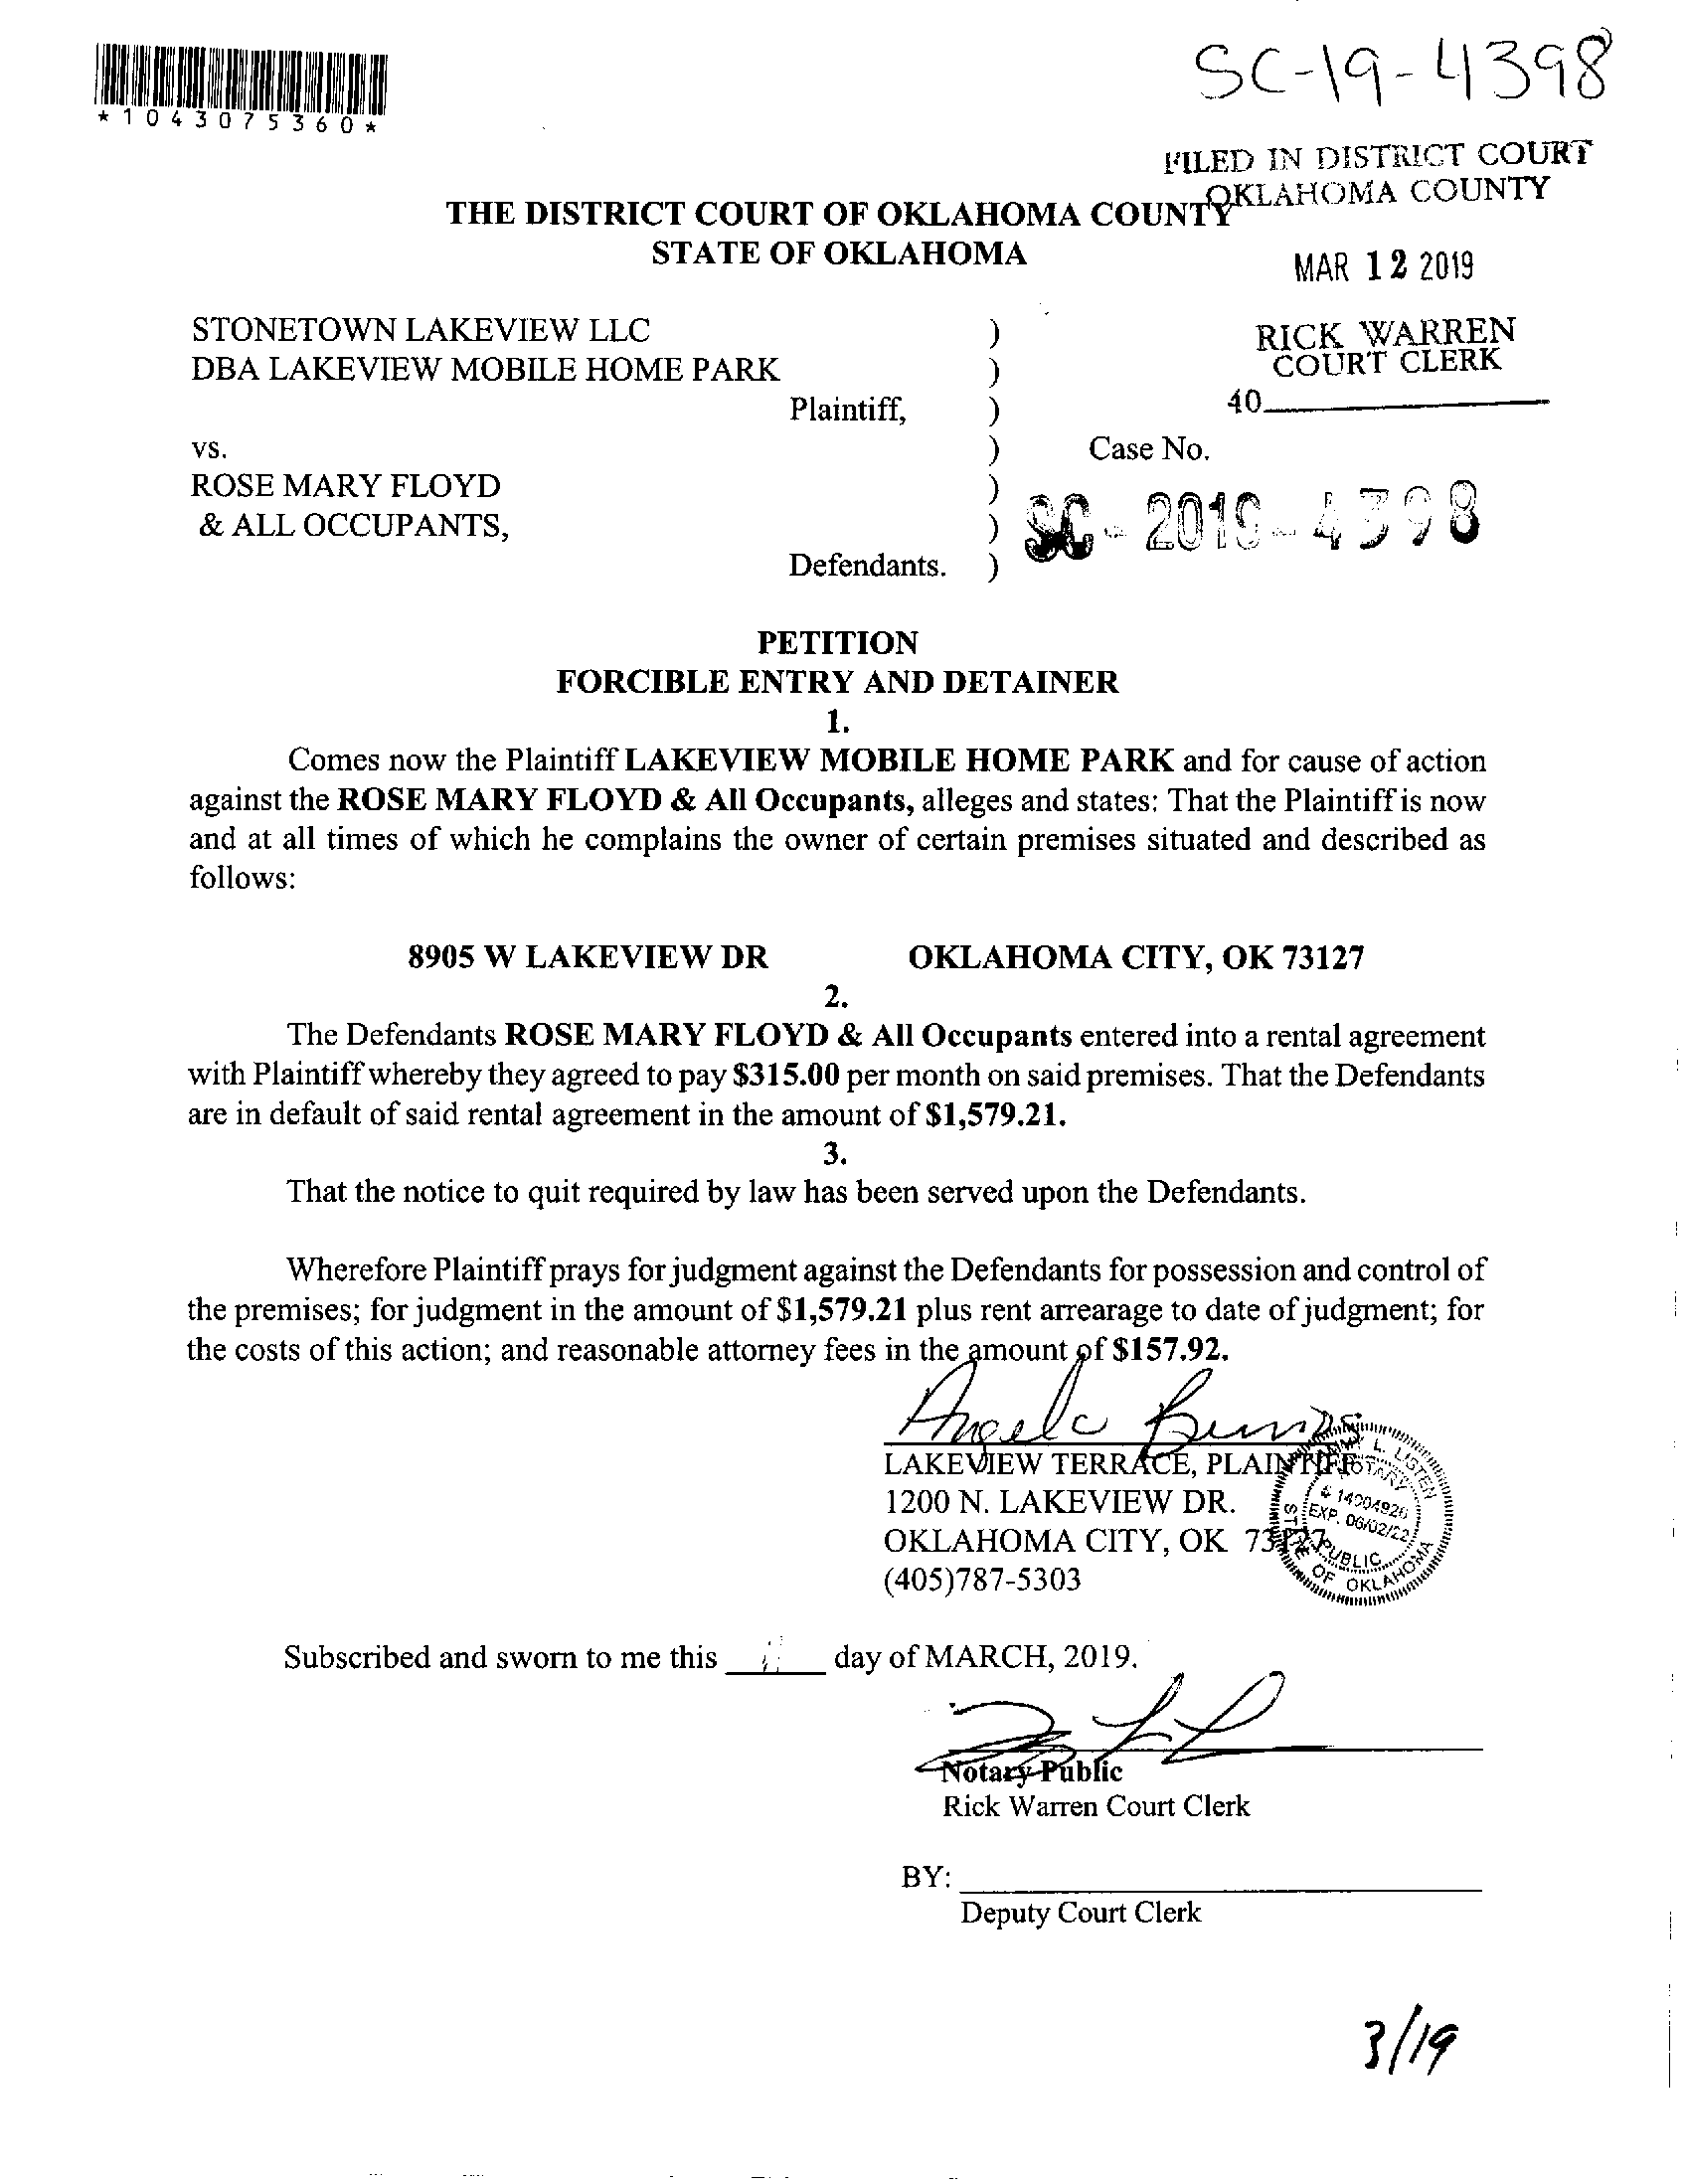 SC-19-4398
*1043075360*
FILED IN DISTRICT COURT
OKLAHOMA COUNTY
THE DISTRICT COURT OF OKLAHOMA COUNTY
STATE OF OKLAHOMA
MAR 12 2019
STONETOWN LAKEVIEW LLC )
DBA LAKEVIEW MOBILE HOME PARK )
RICK WARREN
COURT CLERK
Plaintiff, )
40
vs. ) Case No.
ROSE MARY FLOYD )
& ALL OCCUPANTS, ) SC-2019-4398
Defendants. )
PETITION
FORCIBLE ENTRY AND DETAINER
1.
Comes now the Plaintiff LAKEVIEW MOBILE HOME PARK and for cause of action
against the ROSE MARY FLOYD & All Occupants, alleges and states: That the Plaintiff is now
and at all times of which he complains the owner of certain premises situated and described as
follows:
8905 W LAKEVIEW DR OKLAHOMA CITY, OK 73127
2.
The Defendants ROSE MARY FLOYD & All Occupants entered into a rental agreement
with Plaintiff whereby they agreed to pay $315.00 per month on said premises. That the Defendants
are in default of said rental agreement in the amount of $1,579.21.
3.
That the notice to quit required by law has been served upon the Defendants.
Wherefore Plaintiff prays for judgment against the Defendants for possession and control of
the premises; for judgment in the amount of $1,579.21 plus rent arrearage to date of judgment; for
the costs of this action; and reasonable attorney fees in the amount of $157.92.
Angela
LAKEVIEW TERRACE, PLAINTIFF
1200 N. LAKEVIEW DR.
OKLAHOMA CITY, OK 73127
(405)787-5303
L. LISTEN
NOTARY
# 14004926
EXP. 06/02/22
PUBLIC
STATE OF OKLAHOMA
Subscribed and sworn to me this day of MARCH, 2019.
Notary Public
Rick Warren Court Clerk
BY:
Deputy Court Clerk
3/19